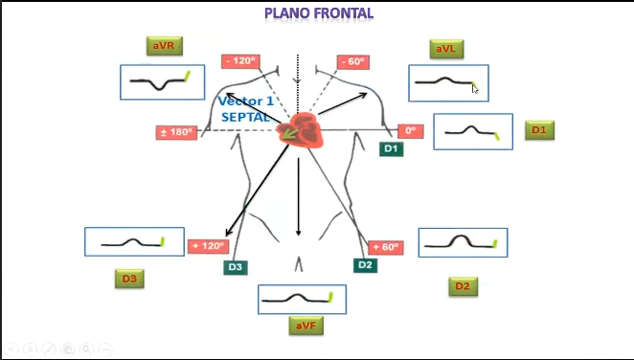 PLANO FRONTAL
aVR
aVL
- 120º
- 60º
Vector 1
SEPTAL
± 180º
0º
D1
D1
+ 120º
+ 60º
D3
D2
D3
D2
aVF